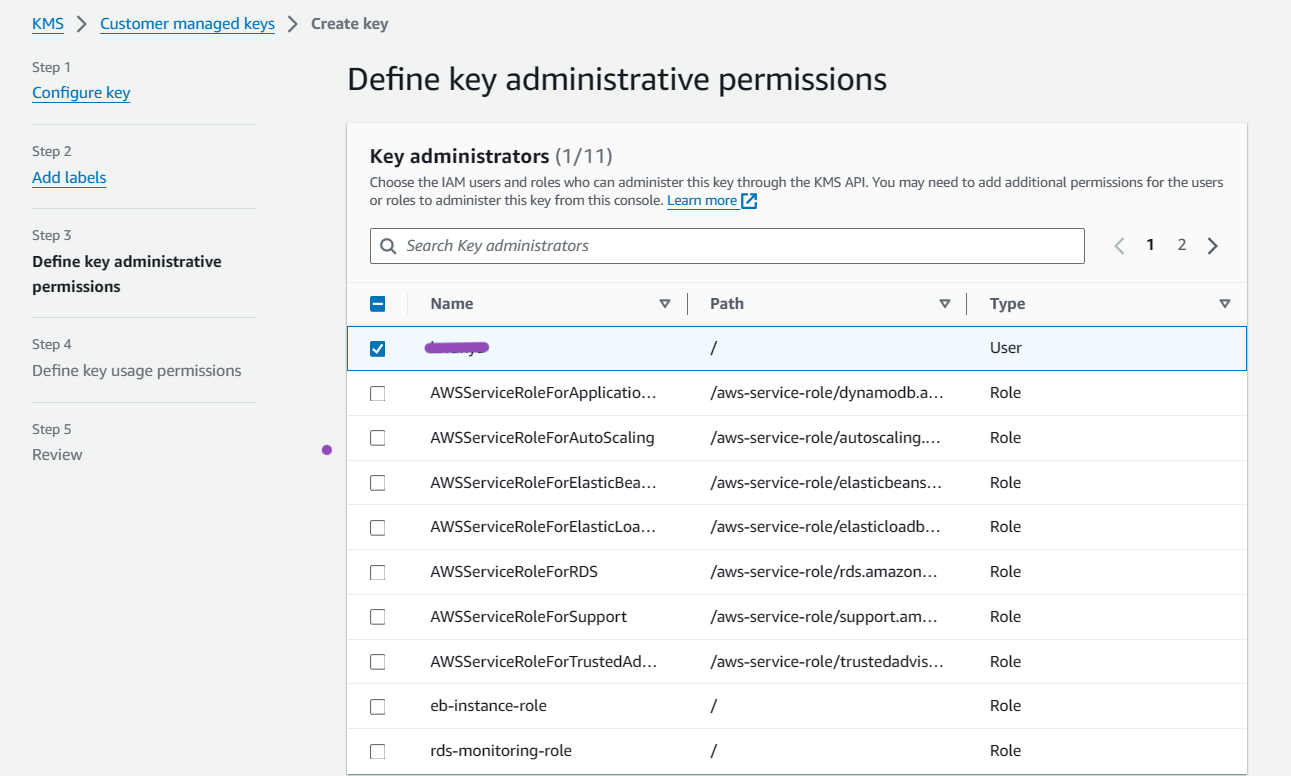 KMS > Customer managed keys > Create key
Step 1
Configure key
Step 2
Add labels
Step 3
Define key administrative
permissions
Step 4
Define key usage permissions
Step 5
Review
Define key administrative permissions
Key administrators (1/11)
Choose the IAM users and roles who can administer this key through the KMS API. You may need to add additional permissions for the users
or roles to administer this key from this console. Learn more
Search Key administrators
1 2
Name Path Type
/ User
AWSServiceRoleForApplicatio… /aws-service-role/dynamodb.a… Role
AWSServiceRoleForAutoScaling /aws-service-role/autoscaling.… Role
AWSServiceRoleForElasticBea… /aws-service-role/elasticbeans… Role
AWSServiceRoleForElasticLoa… /aws-service-role/elasticloadb… Role
AWSServiceRoleForRDS /aws-service-role/rds.amazon… Role
AWSServiceRoleForSupport /aws-service-role/support.am… Role
AWSServiceRoleForTrustedAd… /aws-service-role/trustedadvis… Role
eb-instance-role / Role
rds-monitoring-role / Role